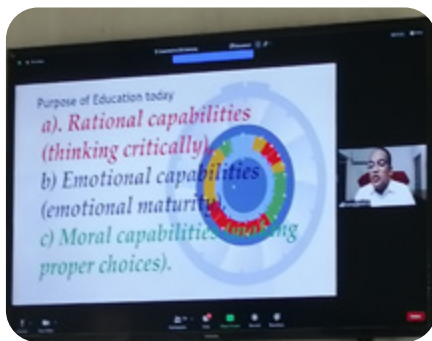 Purpose of Education today
a). Rational capabilities
(thinking critically)
b) Emotional capabilities
(emotional maturity),
c) Moral capabilities
proper choices).